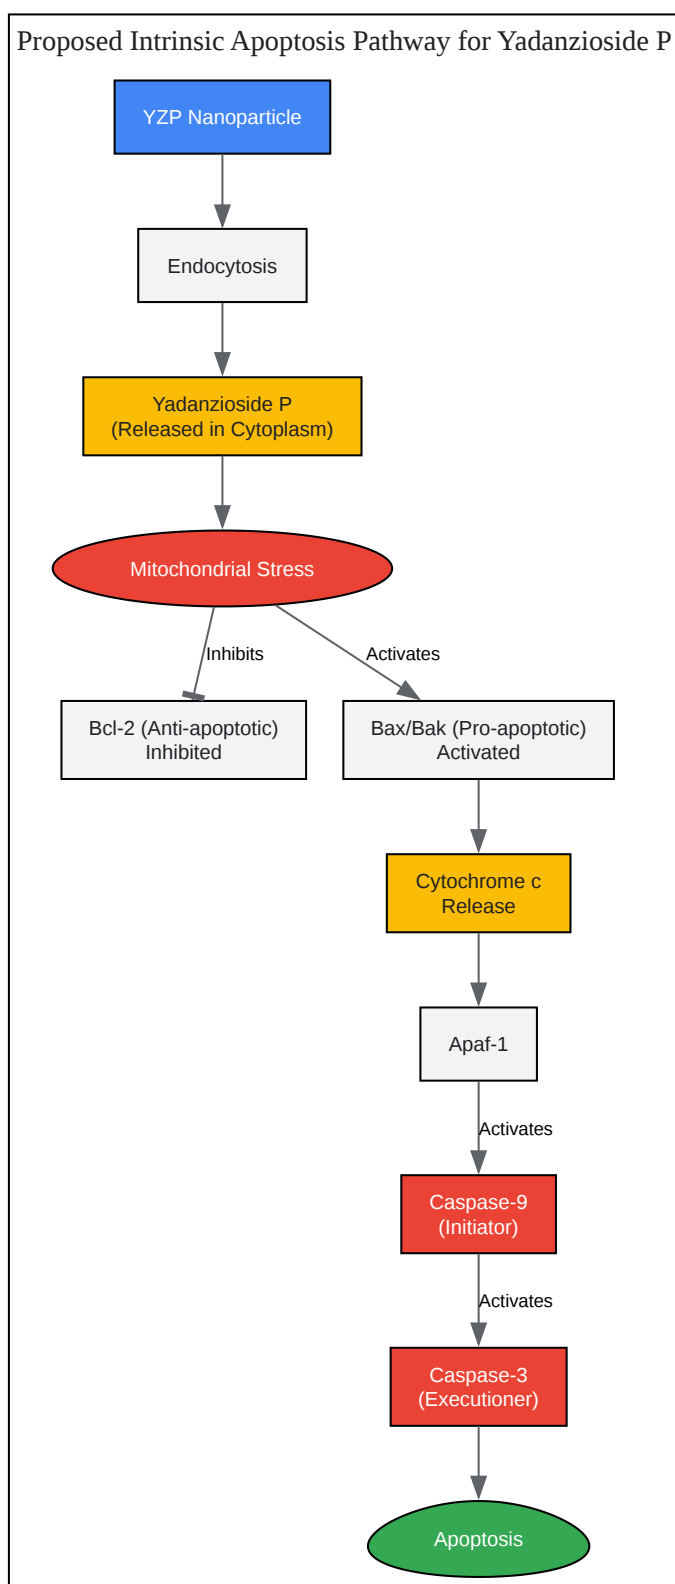 Proposed Intrinsic Apoptosis Pathway for Yadanzioside P
YZP Nanoparticle
Endocytosis
Yadanzioside P
(Released in Cytoplasm)
Mitochondrial Stress
Inhibits
Activates
Bcl-2 (Anti-apoptotic)
Inhibited
Bax/Bak (Pro-apoptotic)
Activated
Cytochrome c
Release
Apaf-1
Activates
Caspase-9
(Initiator)
Activates
Caspase-3
(Executioner)
Apoptosis